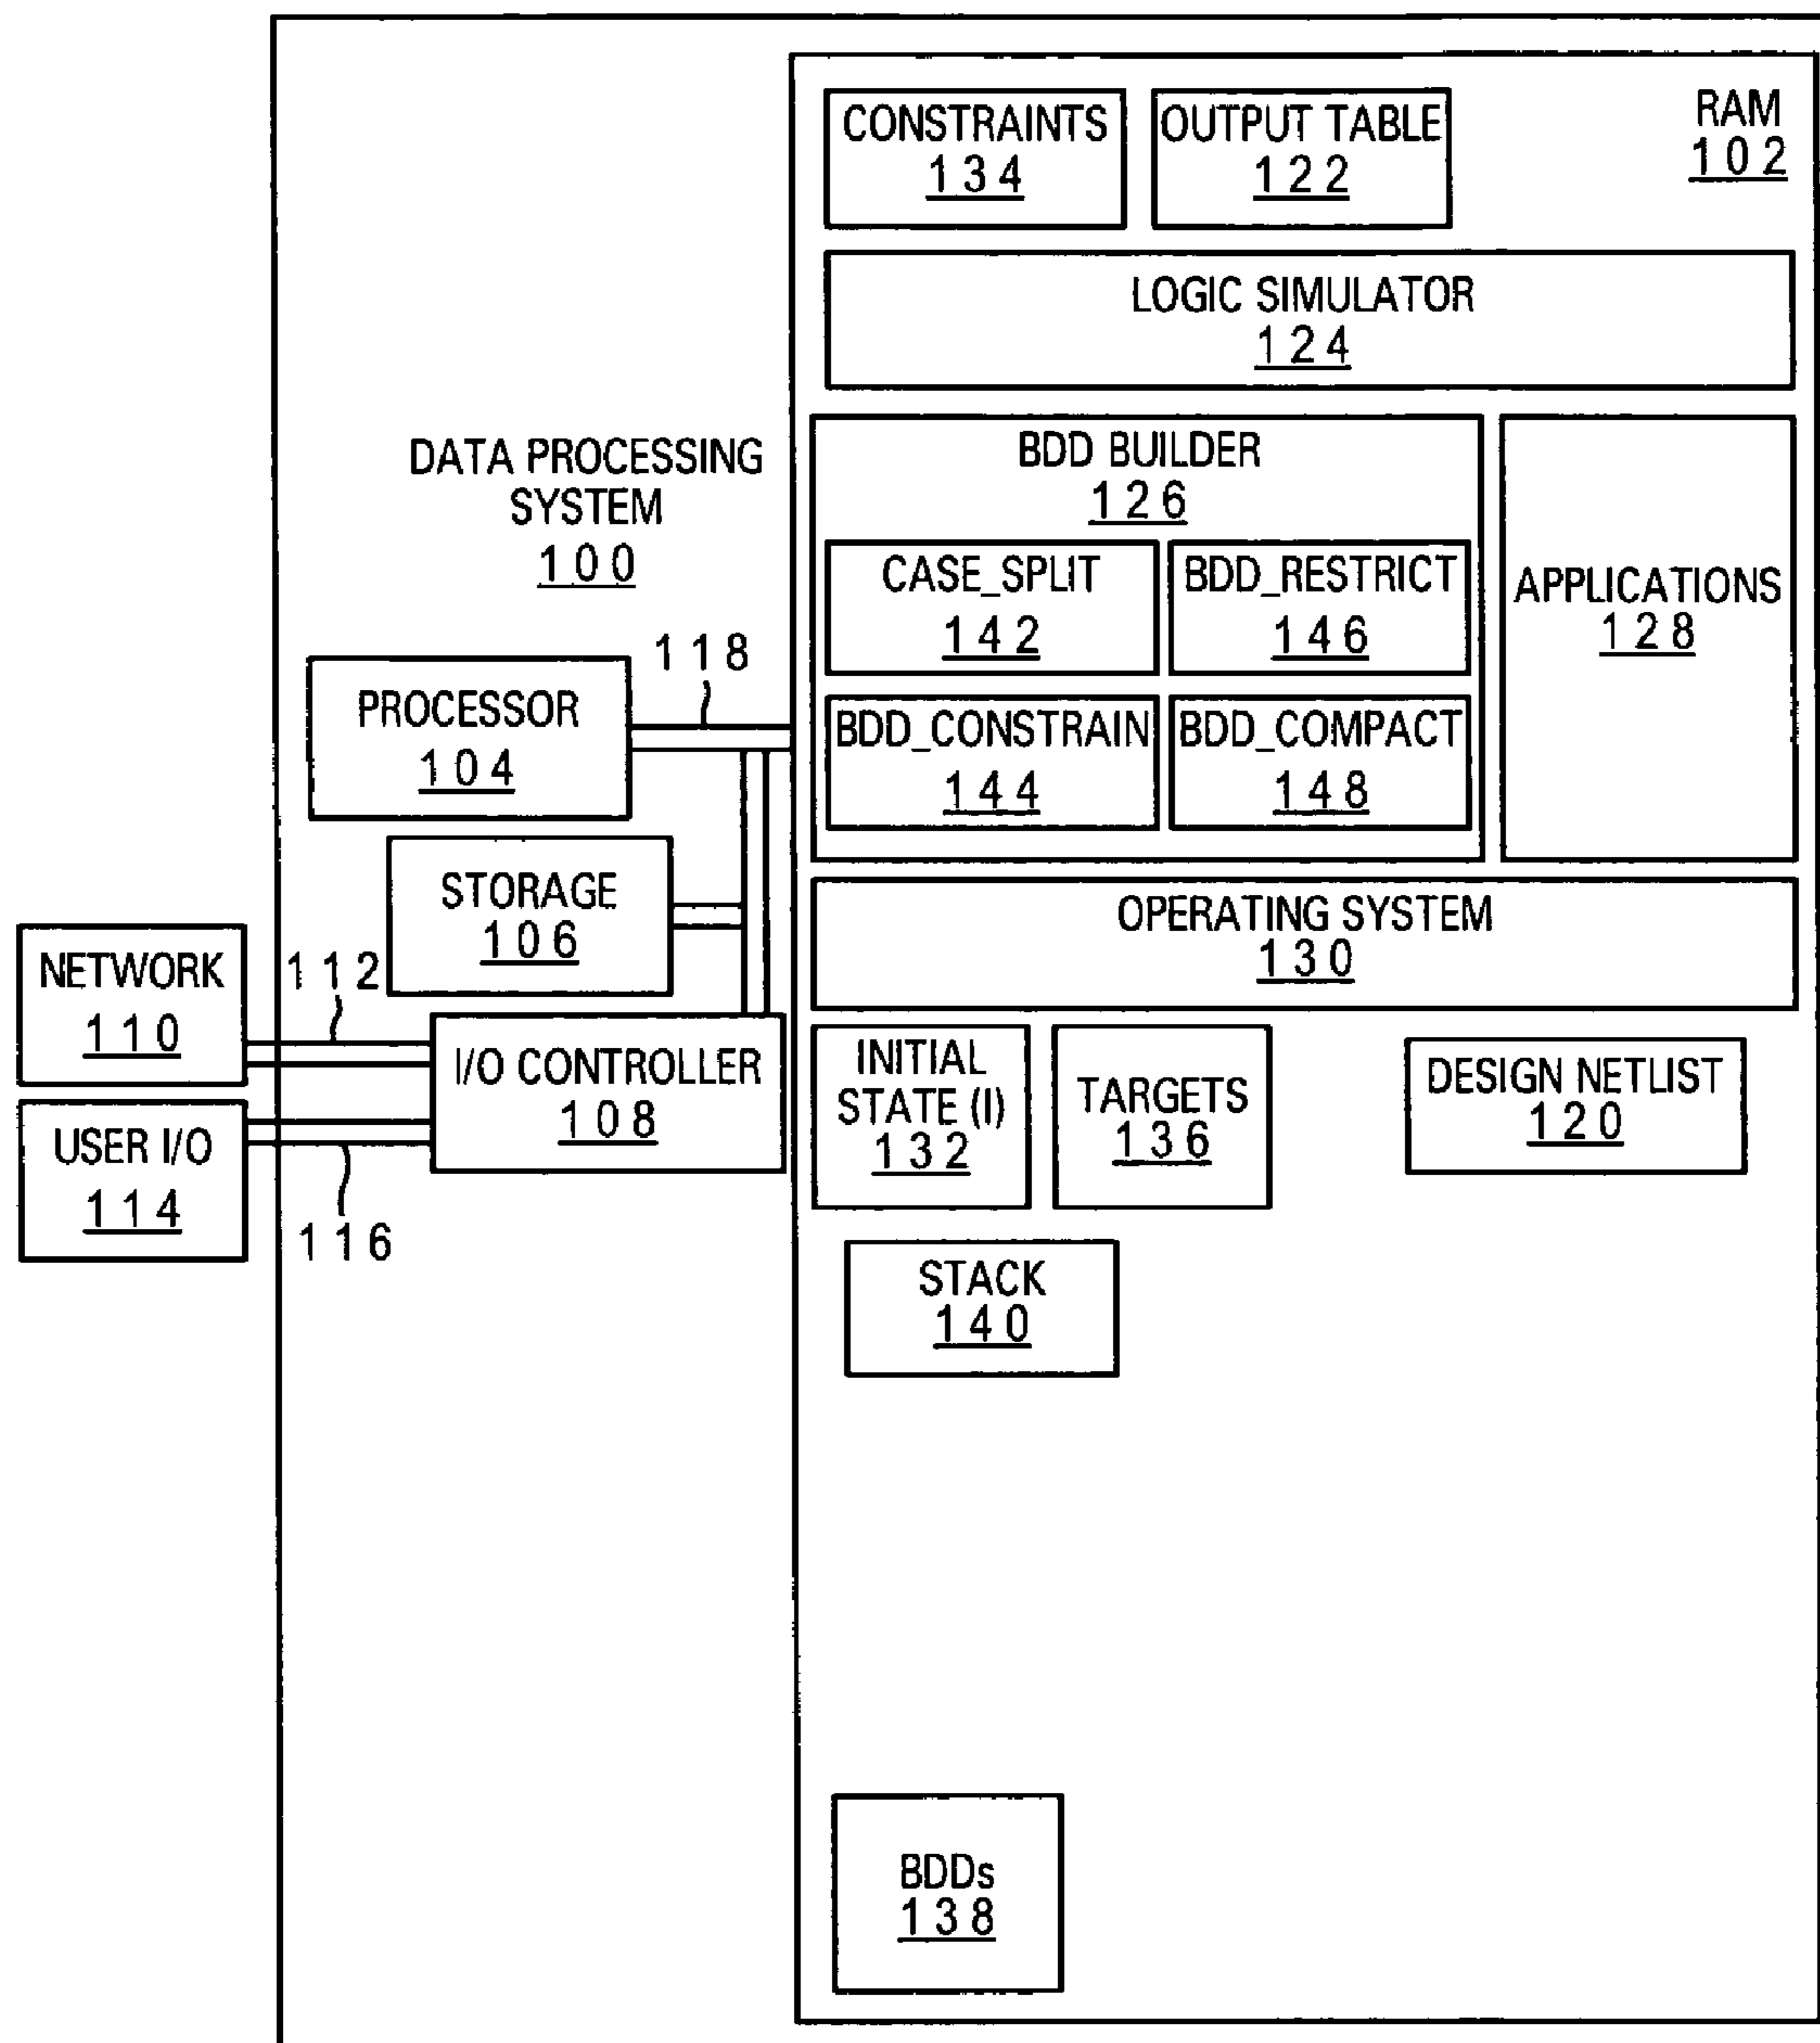 CONSTRAINTS
134
OUTPUT TABLE
122
RAM
102
LOGIC SIMULATOR
124
DATA PROCESSING
SYSTEM
100
BDD BUILDER
126
CASE_SPLIT
142
BDD_RESTRICT
146
BDD_CONSTRAIN
144
BDD_COMPACT
148
APPLICATIONS
128
118
PROCESSOR
104
STORAGE
106
OPERATING SYSTEM
130
NETWORK
110
112
I/O CONTROLLER
108
USER I/O
114
116
INITIAL
STATE (I)
132
TARGETS
136
DESIGN NETLIST
120
STACK
140
BDDs
138